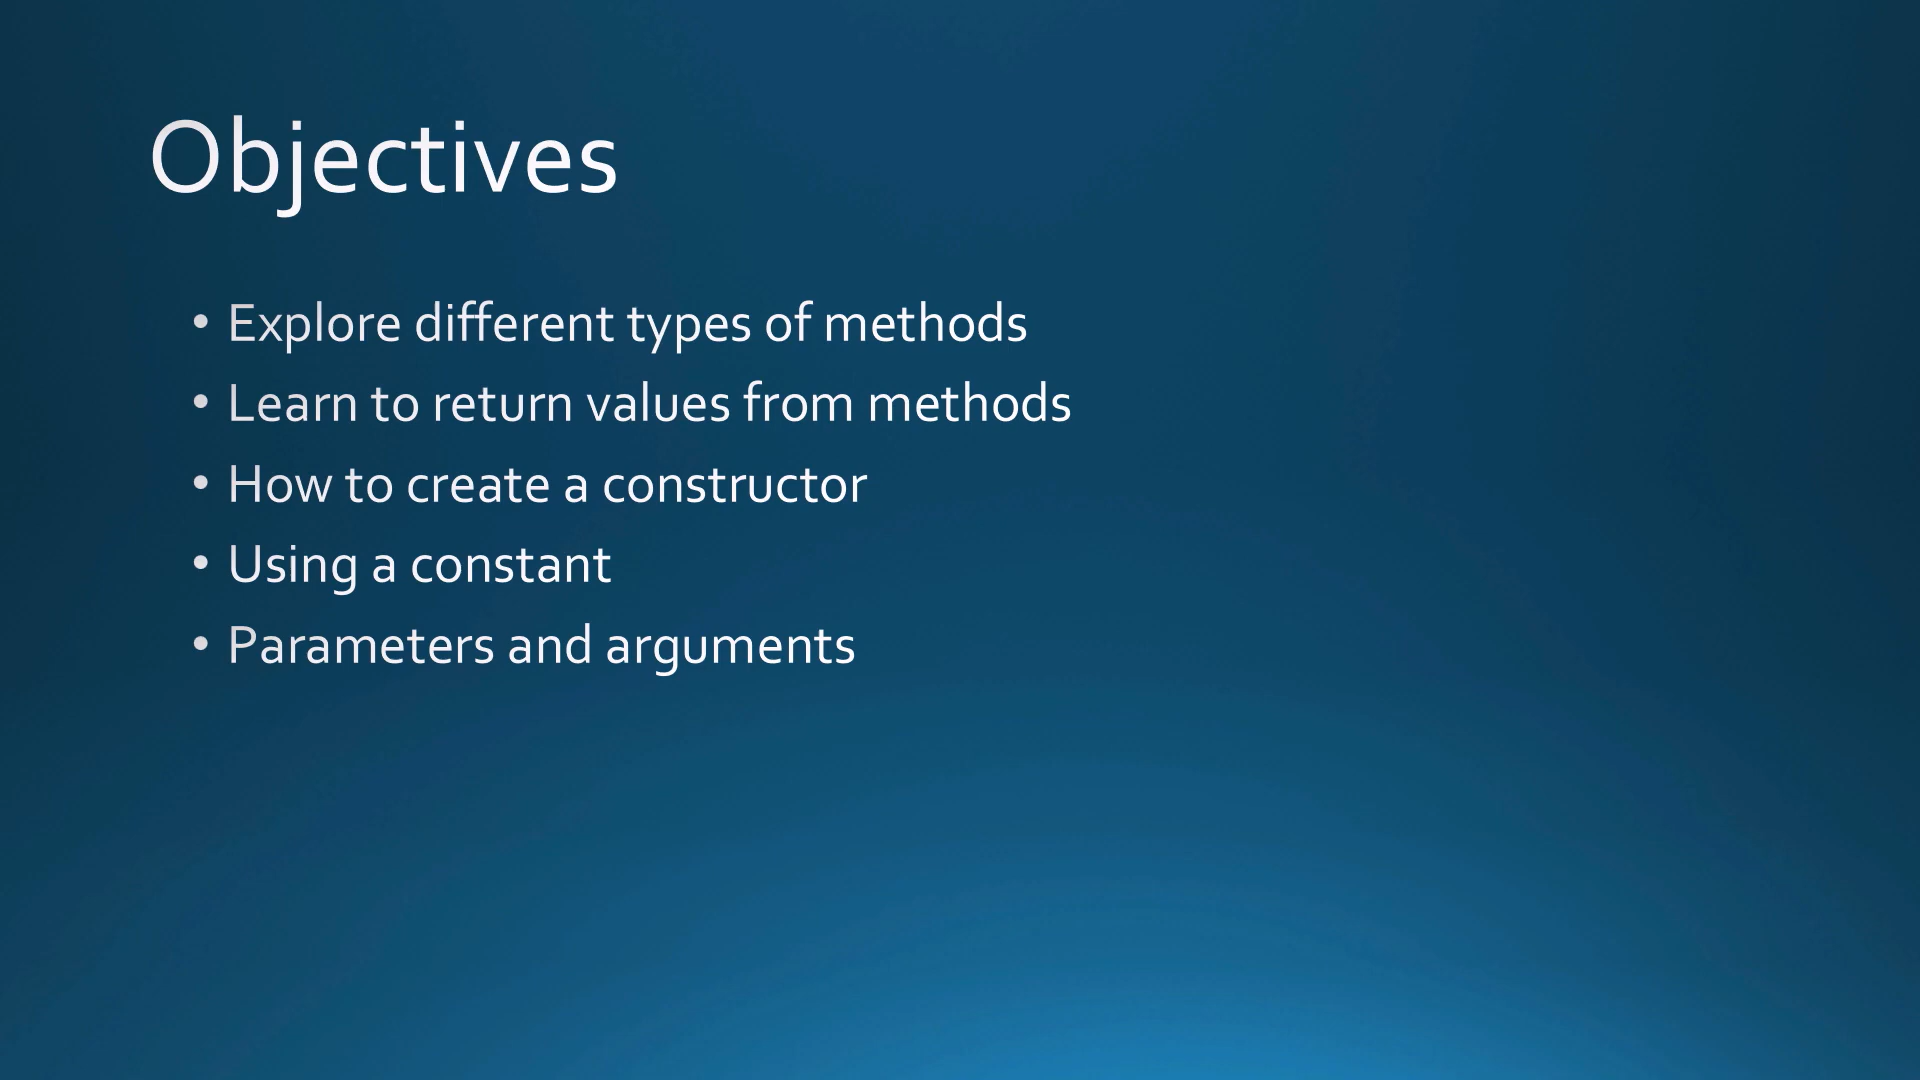 Objectives
• Explore different types of methods
• Learn to return values from methods
• How to create a constructor
• Using a constant
• Parameters and arguments